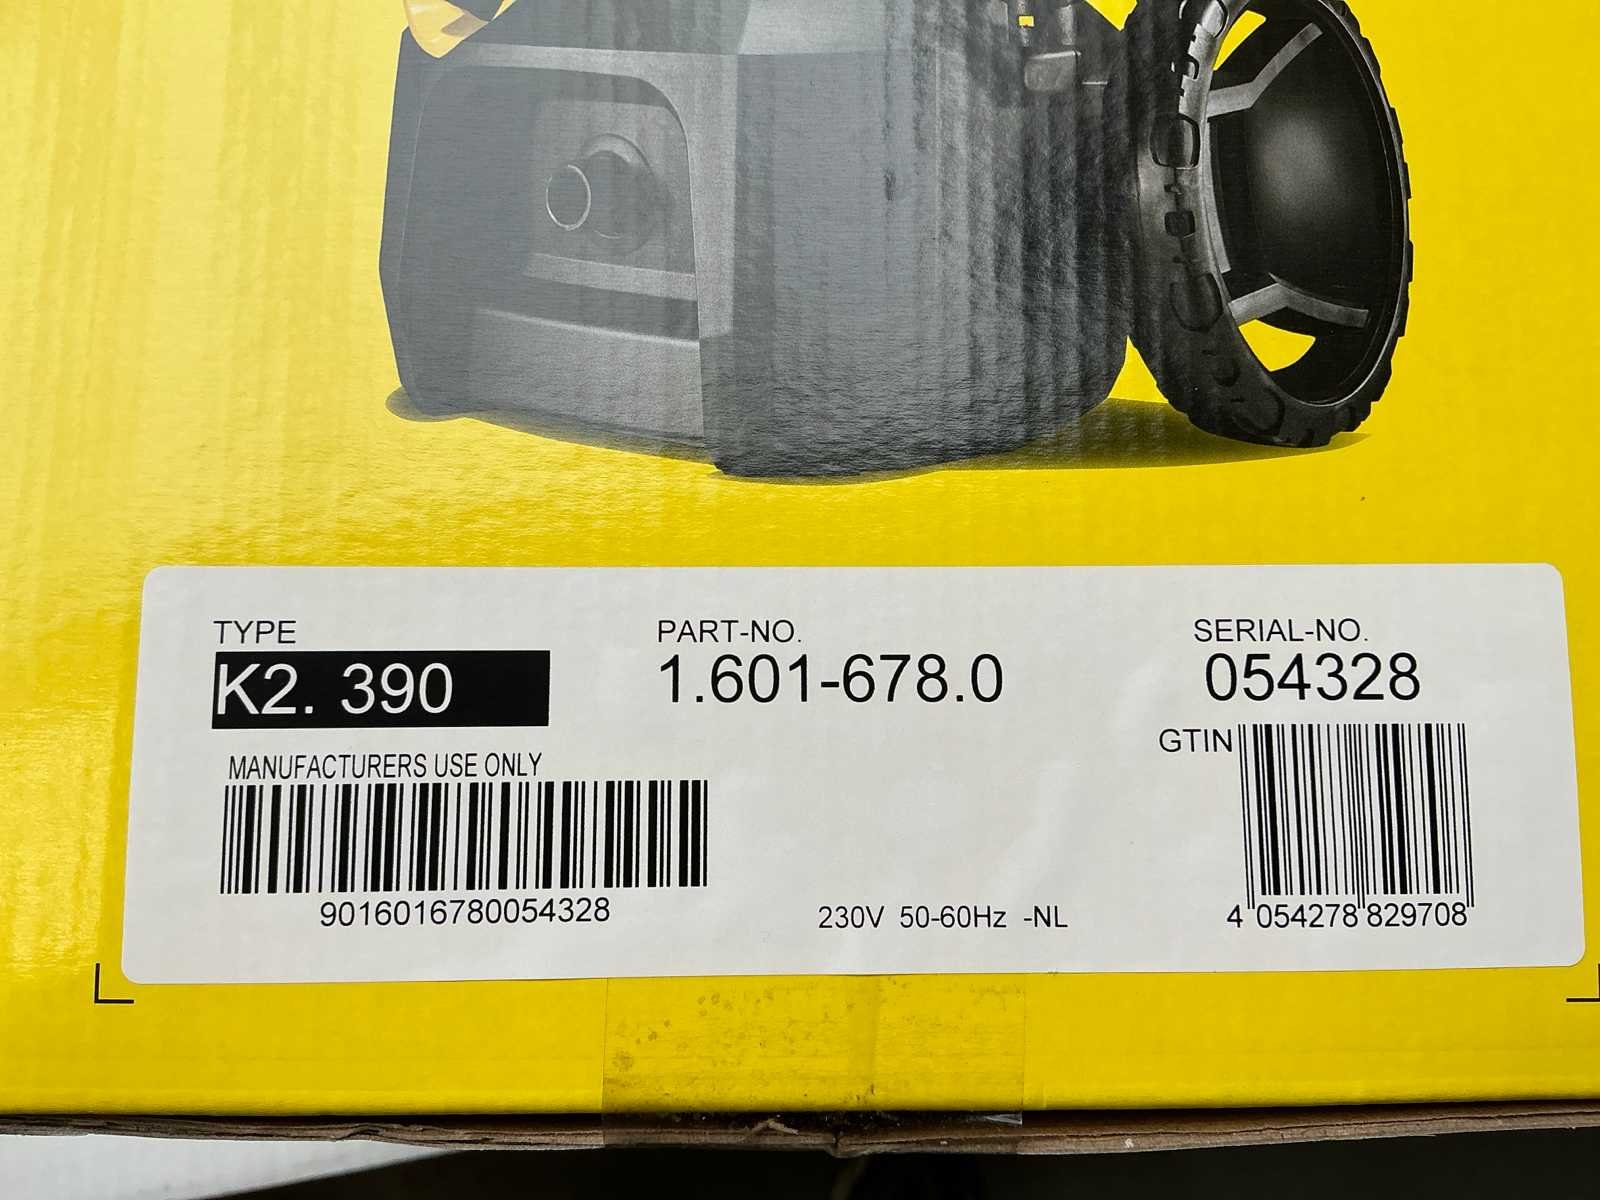 TYPE
K2. 390
PART-NO.
1.601-678.0
SERIAL-NO.
054328
GTIN
MANUFACTURERS USE ONLY
9016016780054328
230V 50-60Hz -NL
4 054278 829708